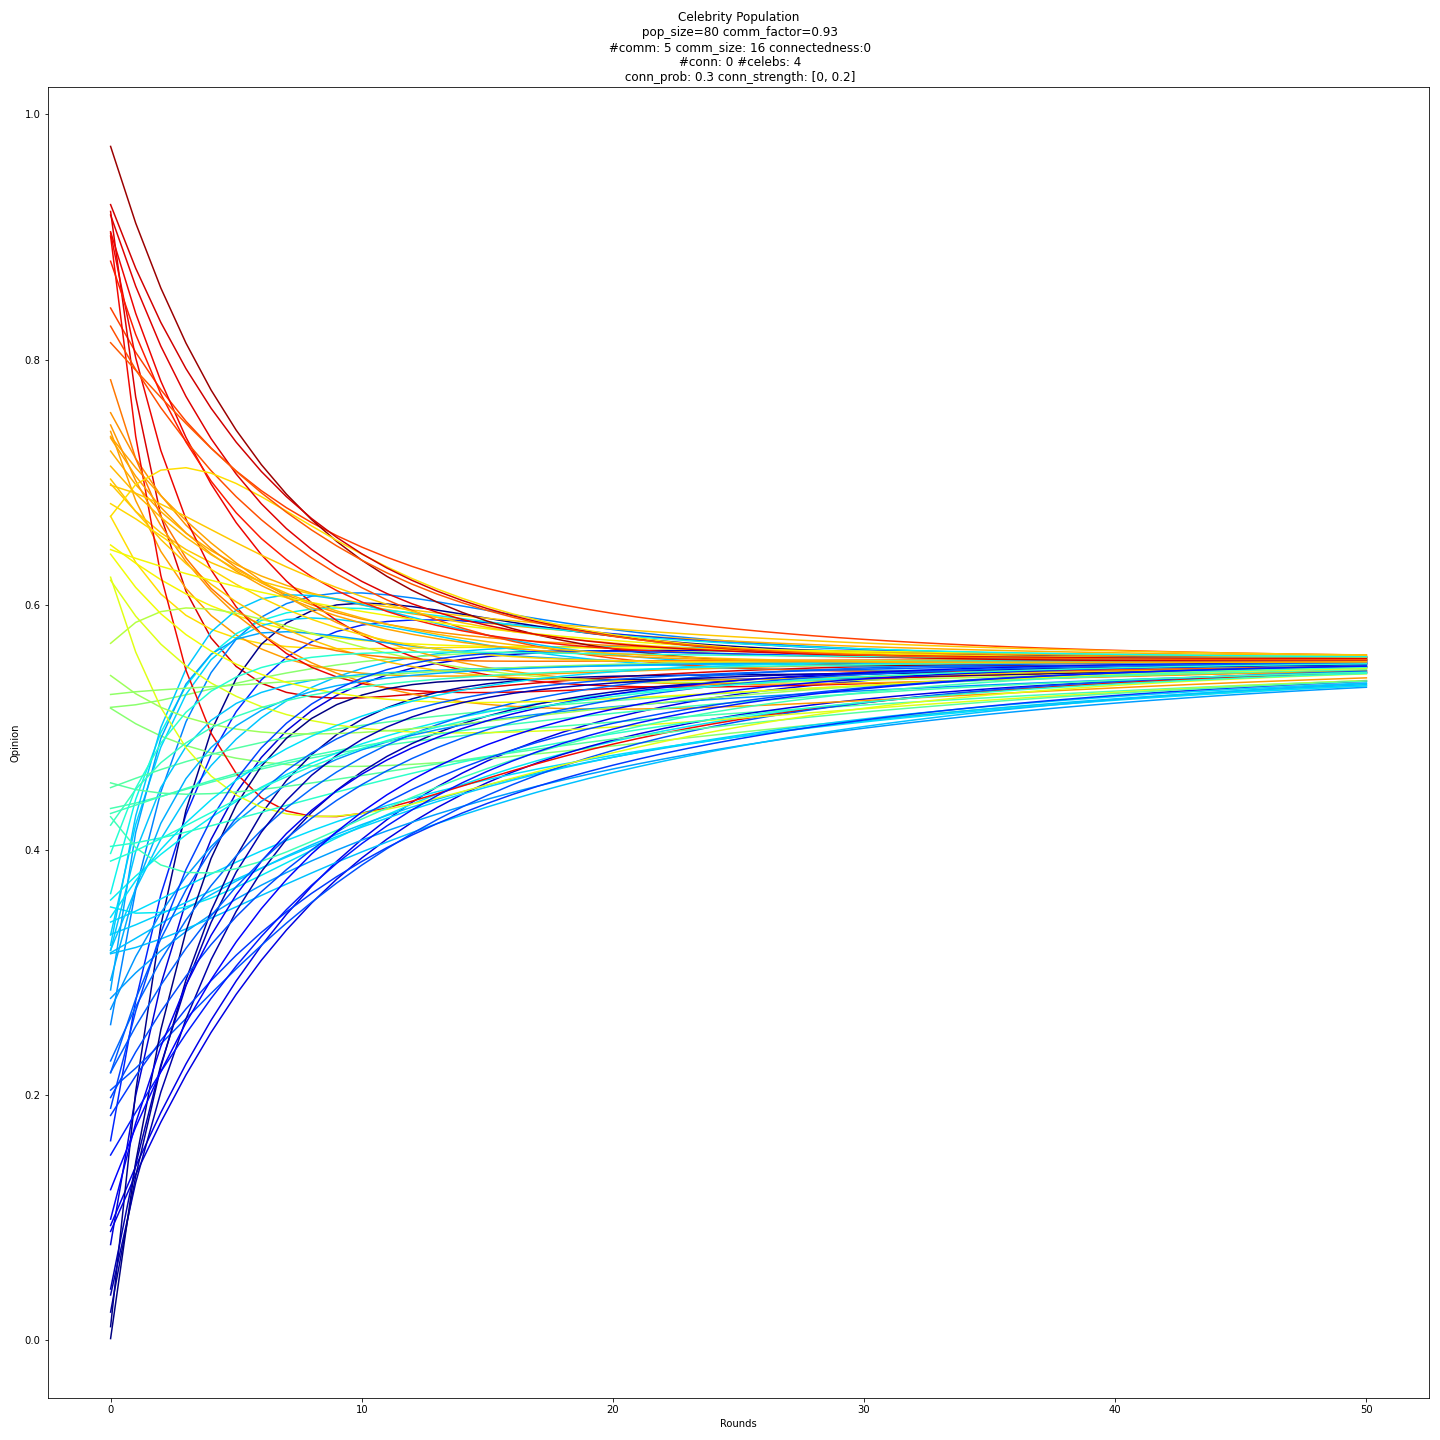 Celebrity Population
pop_size=80 comm_factor=0.93
#comm: 5 comm_size: 16 connectedness:0
#conn: 0 #celebs: 4
conn_prob: 0.3 conn_strength: [0, 0.2]
1.0
0.8
0.6
Opinion
0.4
0.2
0.0
0 10 20 30 40 50
Rounds